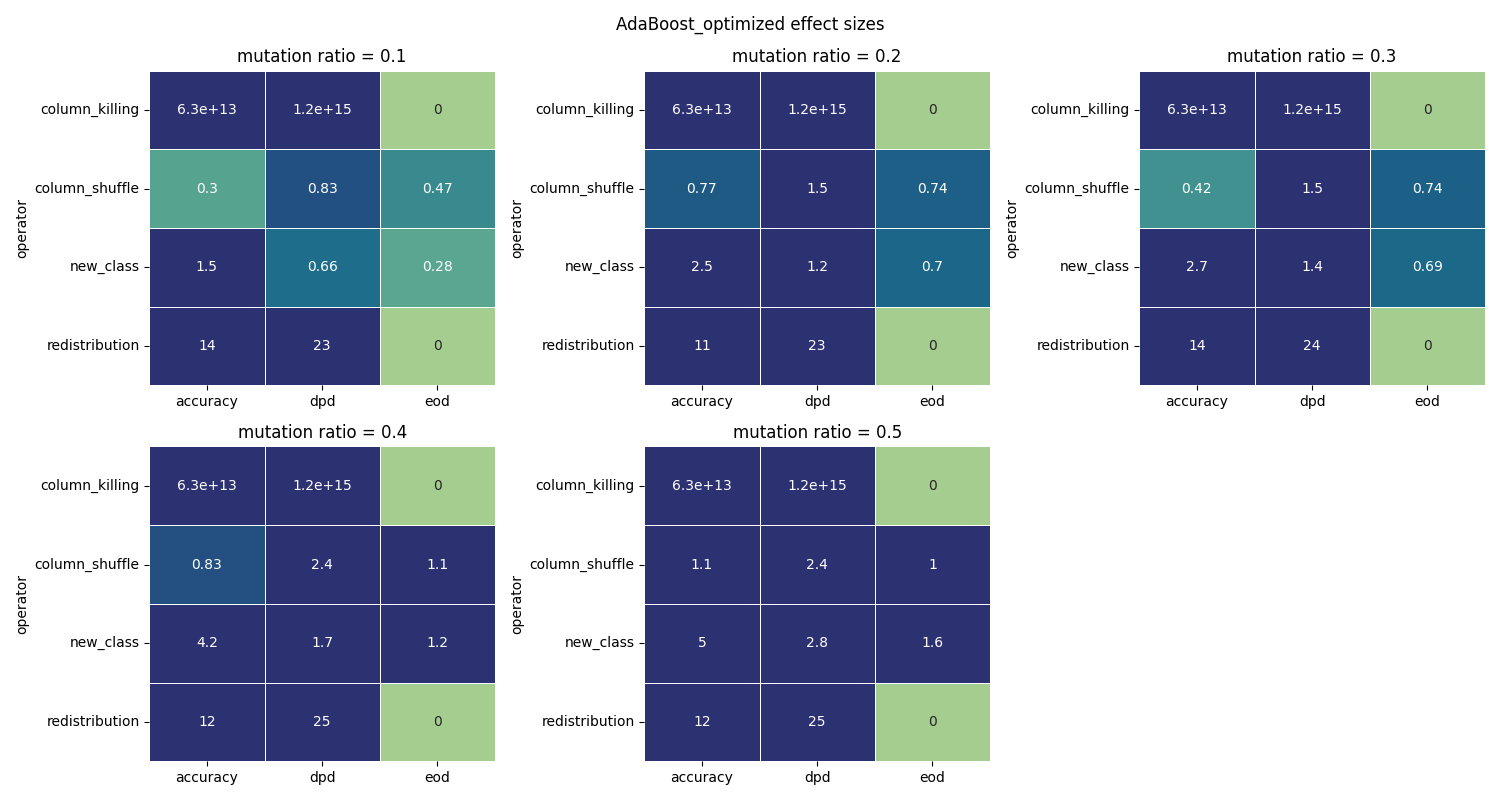 AdaBoost_optimized effect sizes
mutation ratio = 0.1
operator
column_killing 6.3e+13 1.2e+15 0
column_shuffle 0.3 0.83 0.47
new_class 1.5 0.66 0.28
redistribution 14 23 0
accuracy dpd eod
mutation ratio = 0.2
operator
column_killing 6.3e+13 1.2e+15 0
column_shuffle 0.77 1.5 0.74
new_class 2.5 1.2 0.7
redistribution 11 23 0
accuracy dpd eod
mutation ratio = 0.3
operator
column_killing 6.3e+13 1.2e+15 0
column_shuffle 0.42 1.5 0.74
new_class 2.7 1.4 0.69
redistribution 14 24 0
accuracy dpd eod
mutation ratio = 0.4
operator
column_killing 6.3e+13 1.2e+15 0
column_shuffle 0.83 2.4 1.1
new_class 4.2 1.7 1.2
redistribution 12 25 0
accuracy dpd eod
mutation ratio = 0.5
operator
column_killing 6.3e+13 1.2e+15 0
column_shuffle 1.1 2.4 1
new_class 5 2.8 1.6
redistribution 12 25 0
accuracy dpd eod